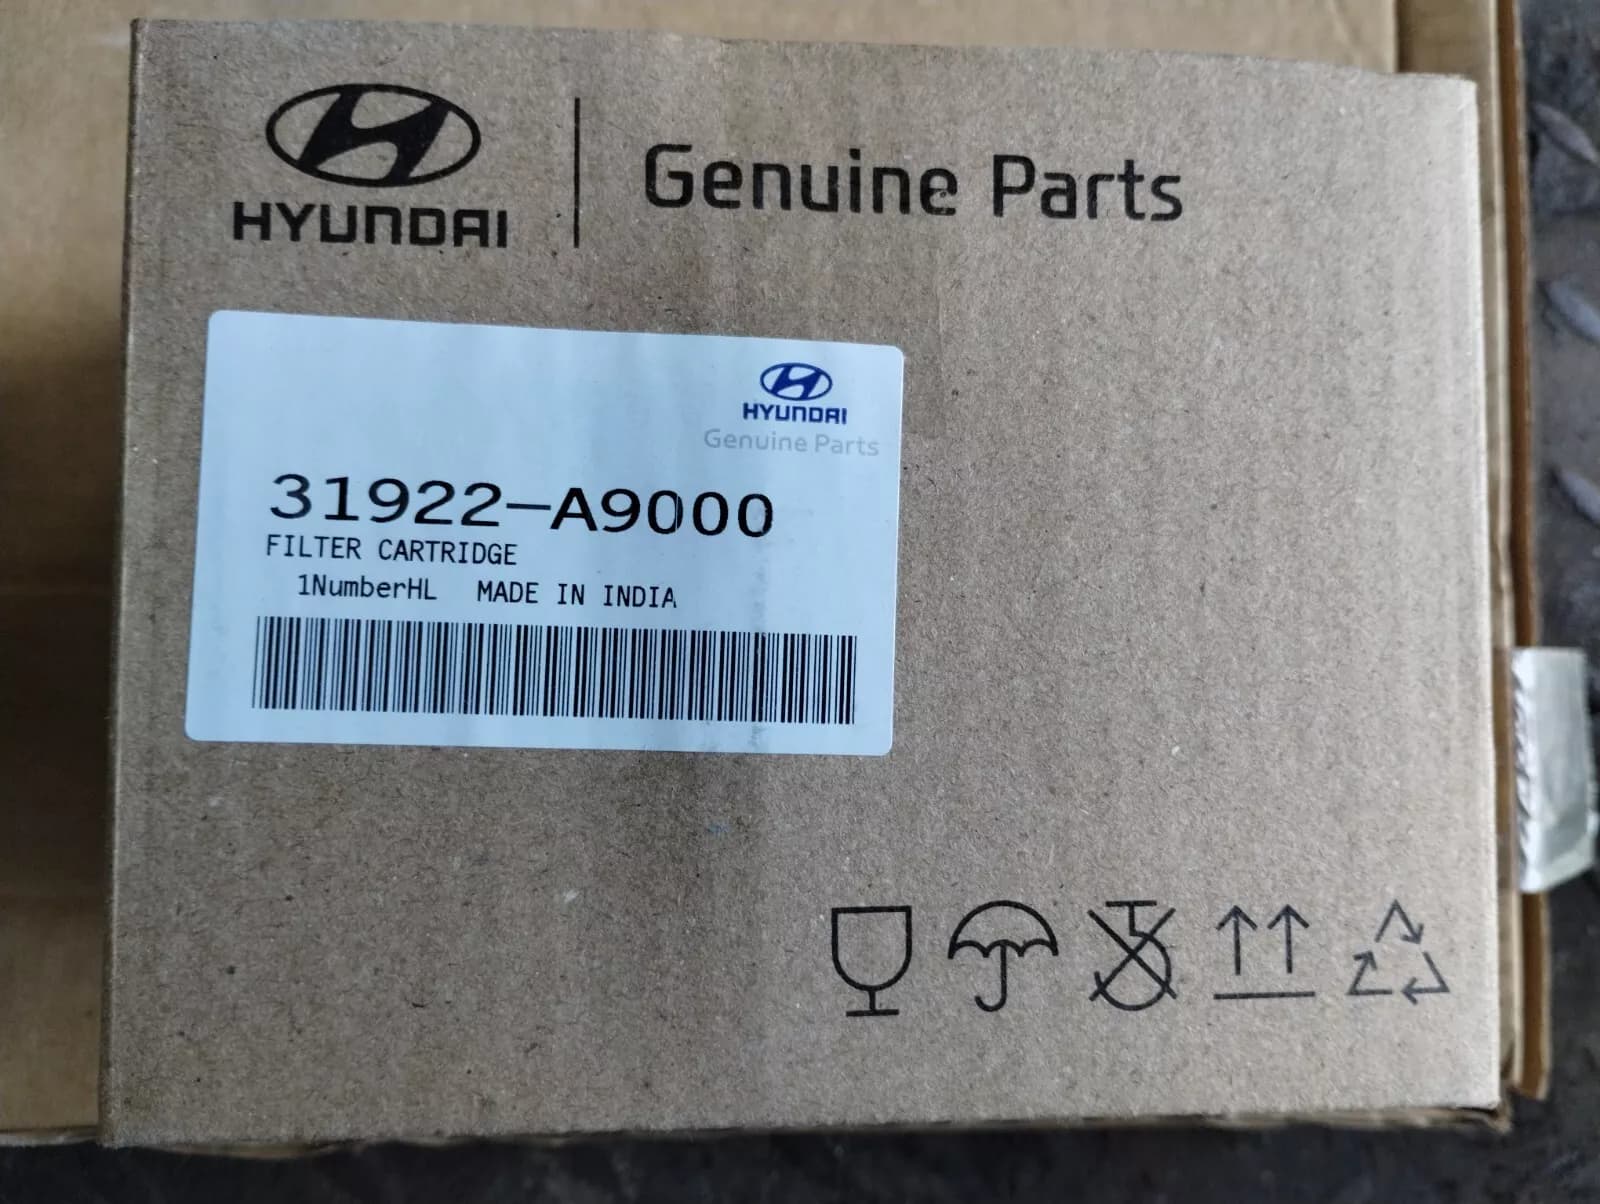 HYUNDAI
Genuine Parts
HYUNDAI
Genuine Parts
31922-A9000
FILTER CARTRIDGE
1NumberHL MADE IN INDIA